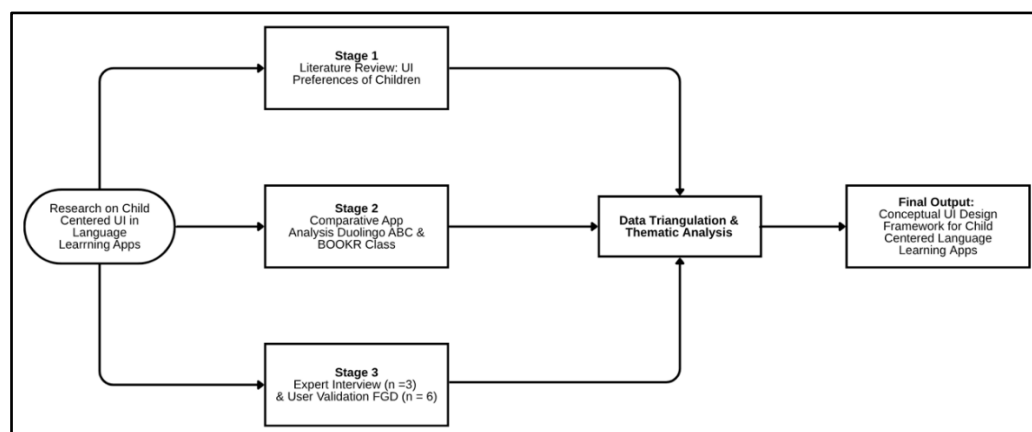 Stage 1
Literature Review: UI
Preferences of Children
Research on Child
Centered UI in
Language
Learning Apps
Stage 2
Comparative App
Analysis Duolingo ABC &
BOOKR Class
Data Triangulation &
Thematic Analysis
Final Output:
Conceptual UI Design
Framework for Child
Centered Language
Learning Apps
Stage 3
Expert Interview (n =3)
& User Validation FGD (n = 6)